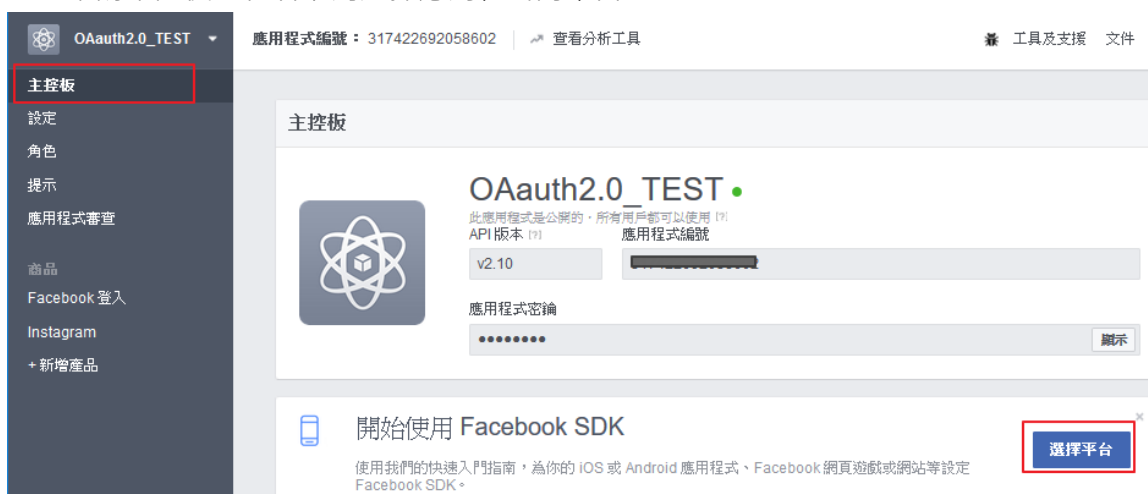 OAauth2.0_TEST
應用程式編號：317422692058602
查看分析工具
工具及支援
文件
主控板
設定
角色
提示
應用程式審查
商品
Facebook 登入
Instagram
+ 新增產品
主控板
OAauth2.0_TEST
此應用程式是公開的，所有用戶都可以使用 [?]
API 版本 [?]
應用程式編號
v2.10
應用程式密鑰
••••••••
顯示
開始使用 Facebook SDK
選擇平台
使用我們的快速入門指南，為你的 iOS 或 Android 應用程式、Facebook 網頁遊戲或網站等設定
Facebook SDK。